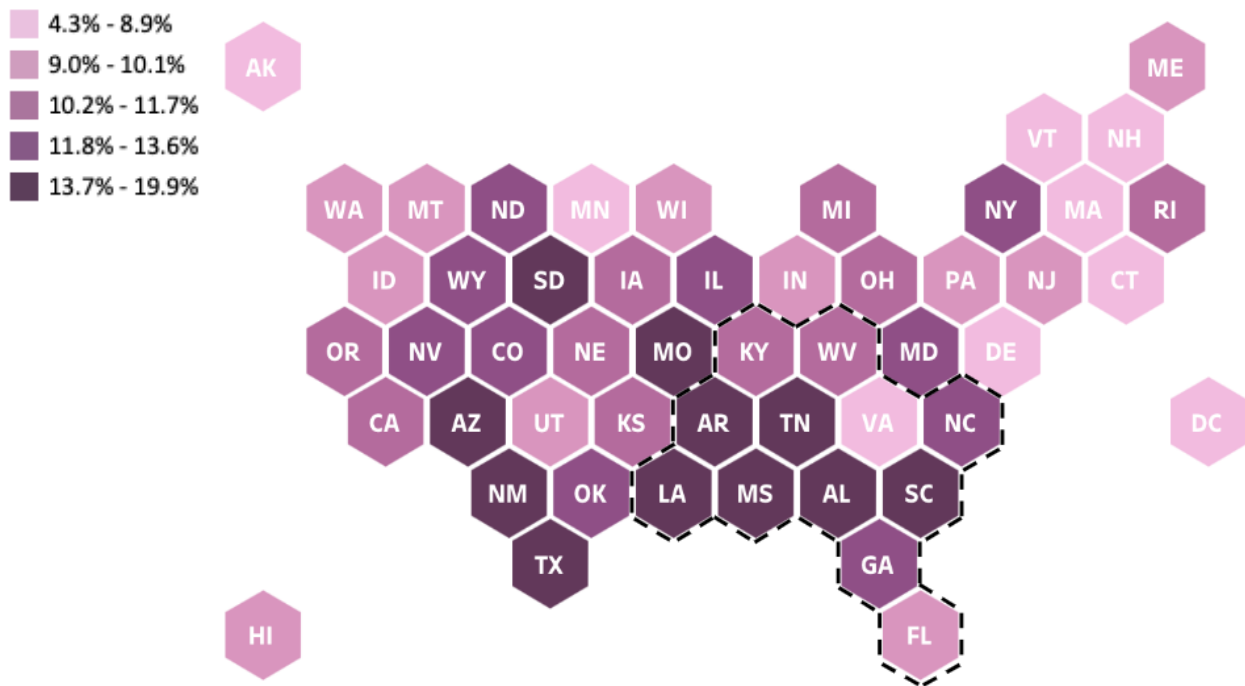 4.3% - 8.9%
9.0% - 10.1%
10.2% - 11.7%
11.8% - 13.6%
13.7% - 19.9%
AK
ME
VT NH
WA MT ND MN WI MI NY MA RI
ID WY SD IA IL IN OH PA NJ CT
OR NV CO NE MO KY WV MD DE
CA AZ UT KS AR TN VA NC DC
NM OK LA MS AL SC
TX GA
HI FL